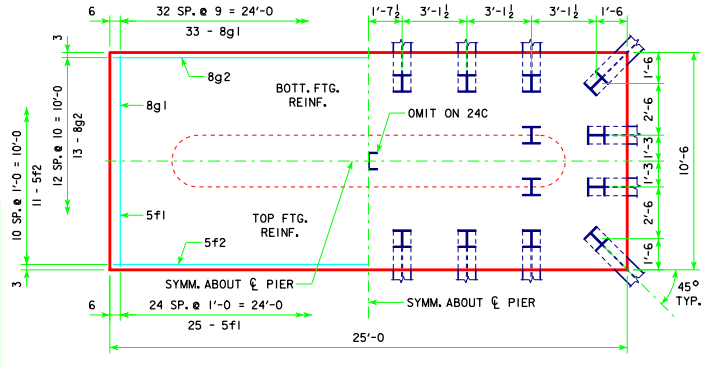 6 32 SP. @ 9 = 24'-0 1'-7½ 3'-1½ 3'-1½ 3'-1½ 1'-6
33 - 8g1
3
8g2
BOTT. FTG.
REINF.
8g1
OMIT ON 24C
1'-6
2'-6
1'-3
1'-3
2'-6
1'-6
10'-6
10 SP. @ 1'-0 = 10'-0
11 - 5f2
12 SP. @ 10 = 10'-0
13 - 8g2
5f1
TOP FTG.
REINF.
5f2
3
SYMM. ABOUT ℄ PIER
SYMM. ABOUT ℄ PIER
45°
TYP.
6 24 SP. @ 1'-0 = 24'-0
25 - 5f1
25'-0